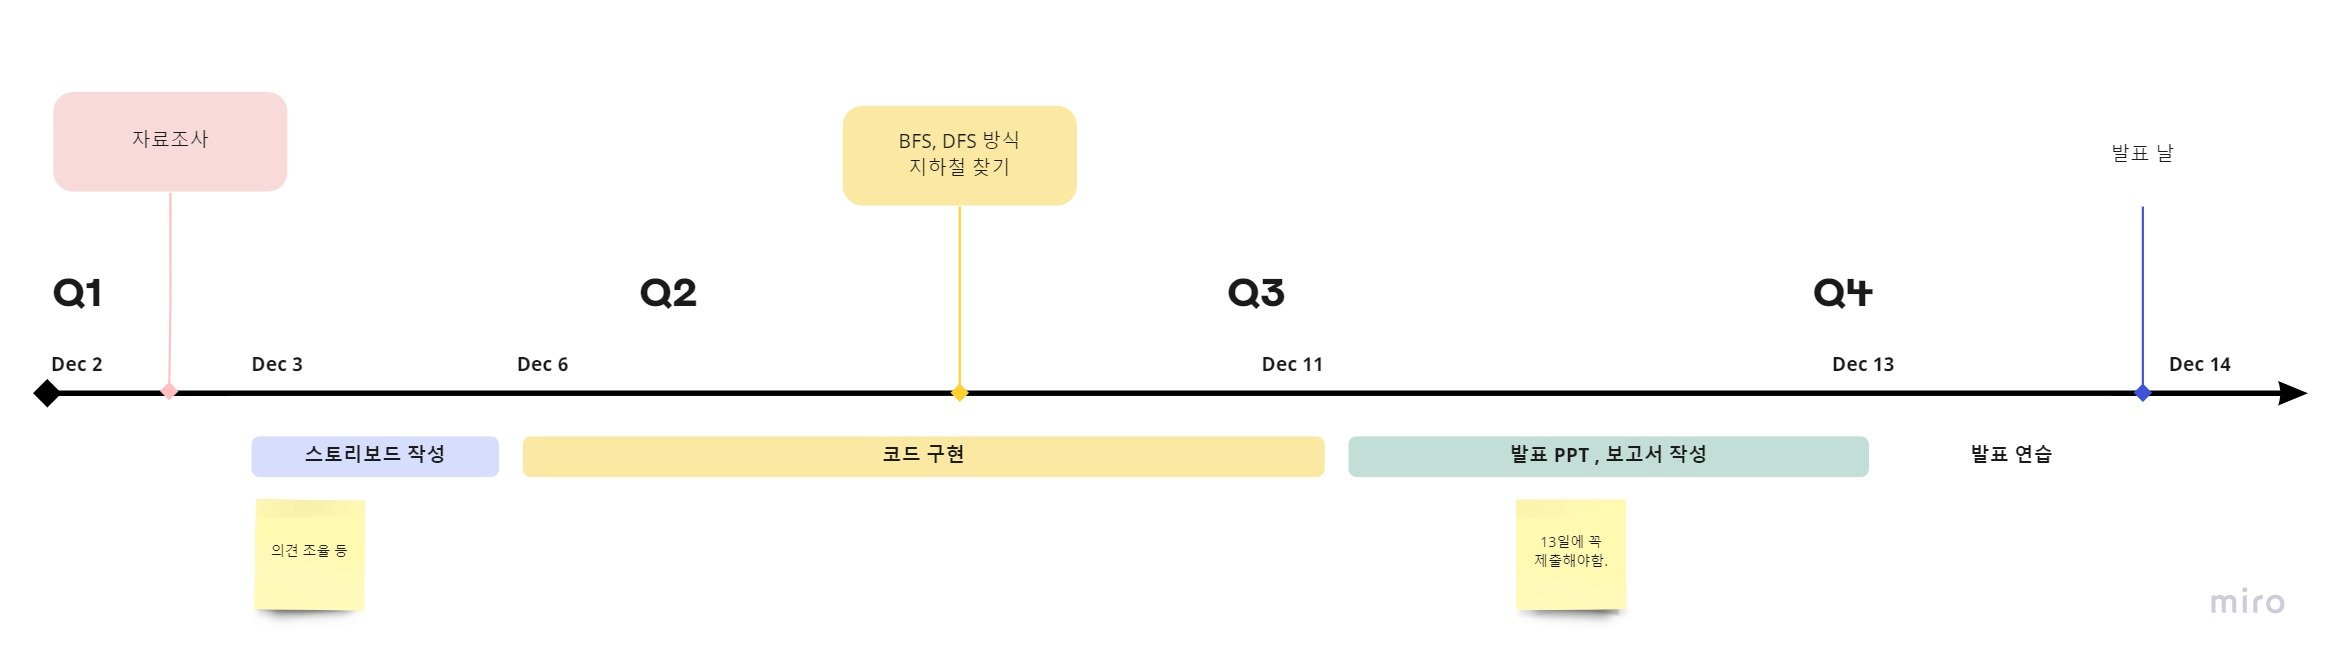 자료조사
BFS, DFS 방식
지하철 찾기
발표 날
Q1
Q2
Q3
Q4
Dec 2
Dec 3
Dec 6
Dec 11
Dec 13
Dec 14
스토리보드 작성
코드 구현
발표 PPT , 보고서 작성
발표 연습
의견 조율 등
13일에 꼭
제출해야함.
miro